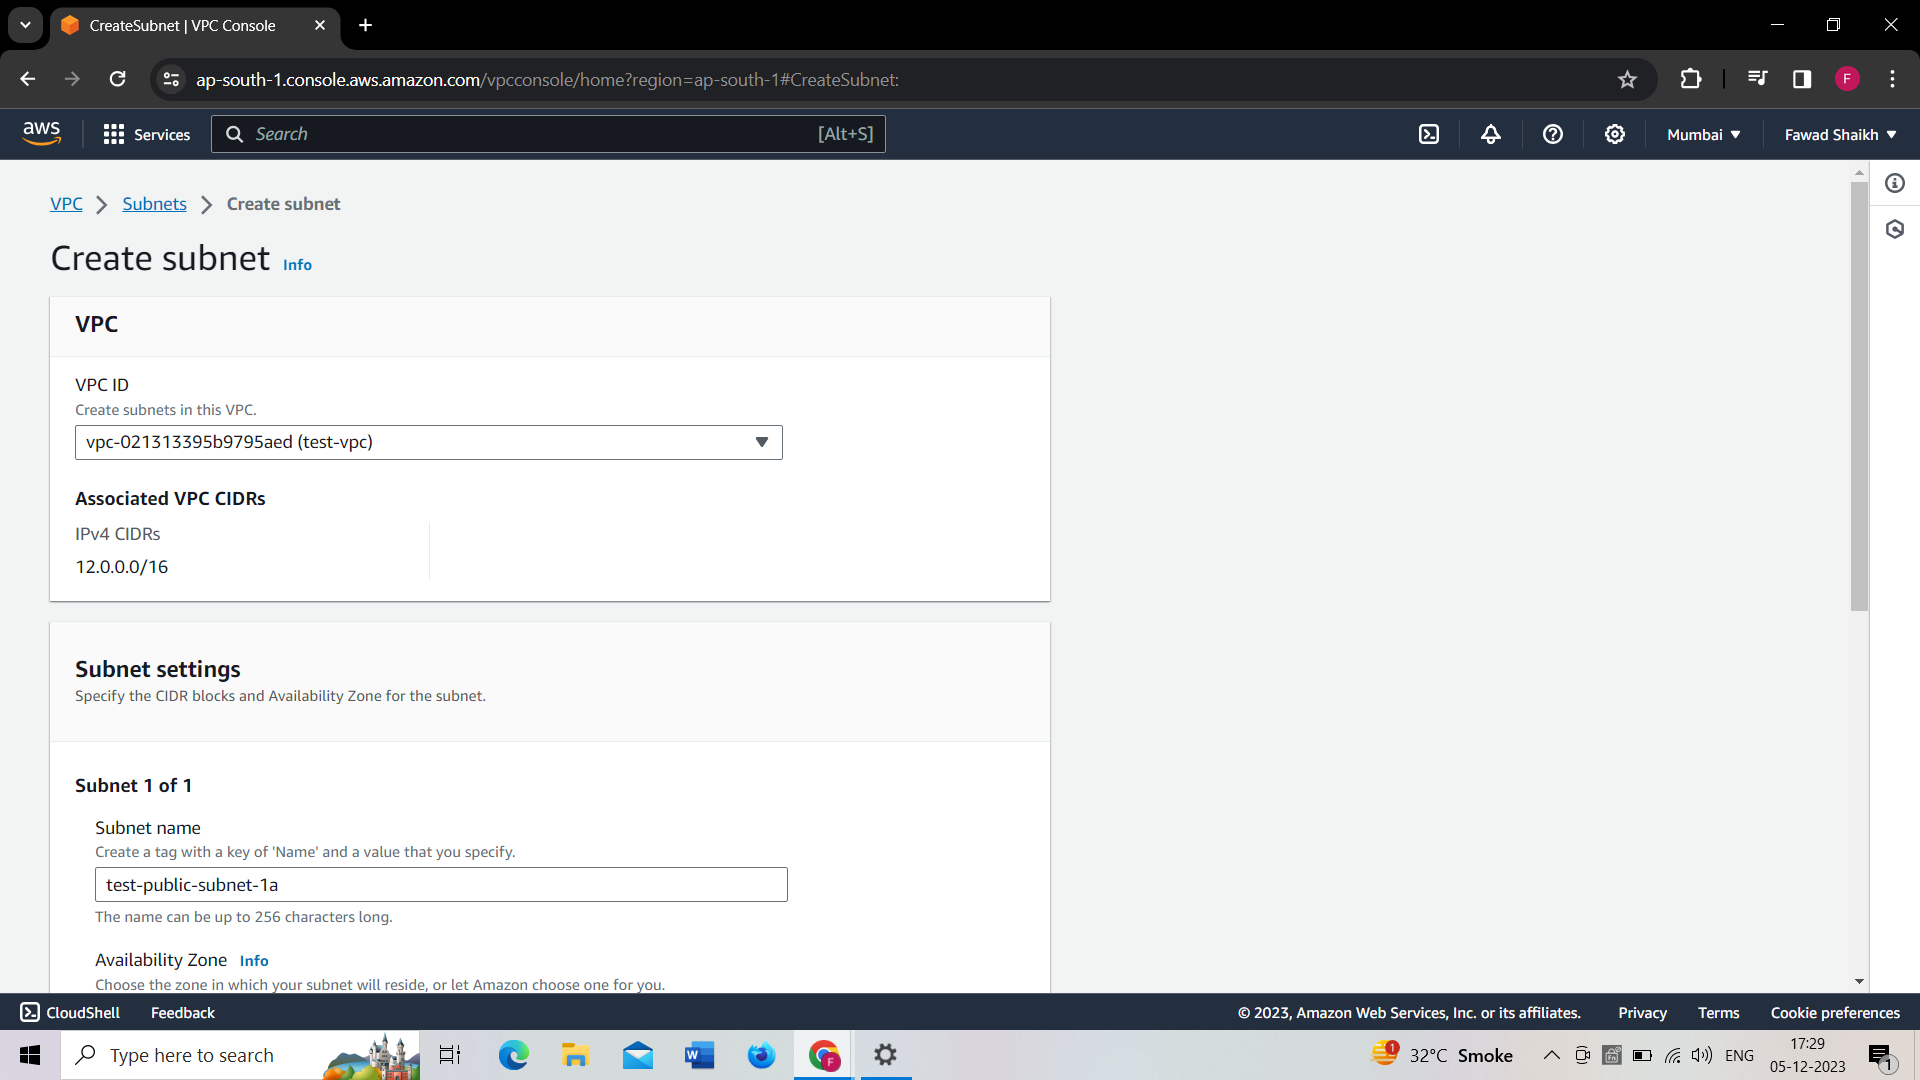 CreateSubnet | VPC Console
ap-south-1.console.aws.amazon.com/vpcconsole/home?region=ap-south-1#CreateSubnet:
F
aws
Services
Search
[Alt+S]
Mumbai
Fawad Shaikh
VPC
Subnets
Create subnet
Create subnet Info
VPC
VPC ID
Create subnets in this VPC.
vpc-021313395b9795aed (test-vpc)
Associated VPC CIDRs
IPv4 CIDRs
12.0.0.0/16
Subnet settings
Specify the CIDR blocks and Availability Zone for the subnet.
Subnet 1 of 1
Subnet name
Create a tag with a key of 'Name' and a value that you specify.
test-public-subnet-1a
The name can be up to 256 characters long.
Availability Zone Info
Choose the zone in which your subnet will reside, or let Amazon choose one for you.
CloudShell
Feedback
© 2023, Amazon Web Services, Inc. or its affiliates.
Privacy
Terms
Cookie preferences
Type here to search
W
F
1
32°C Smoke
ENG
17:29
05-12-2023
1